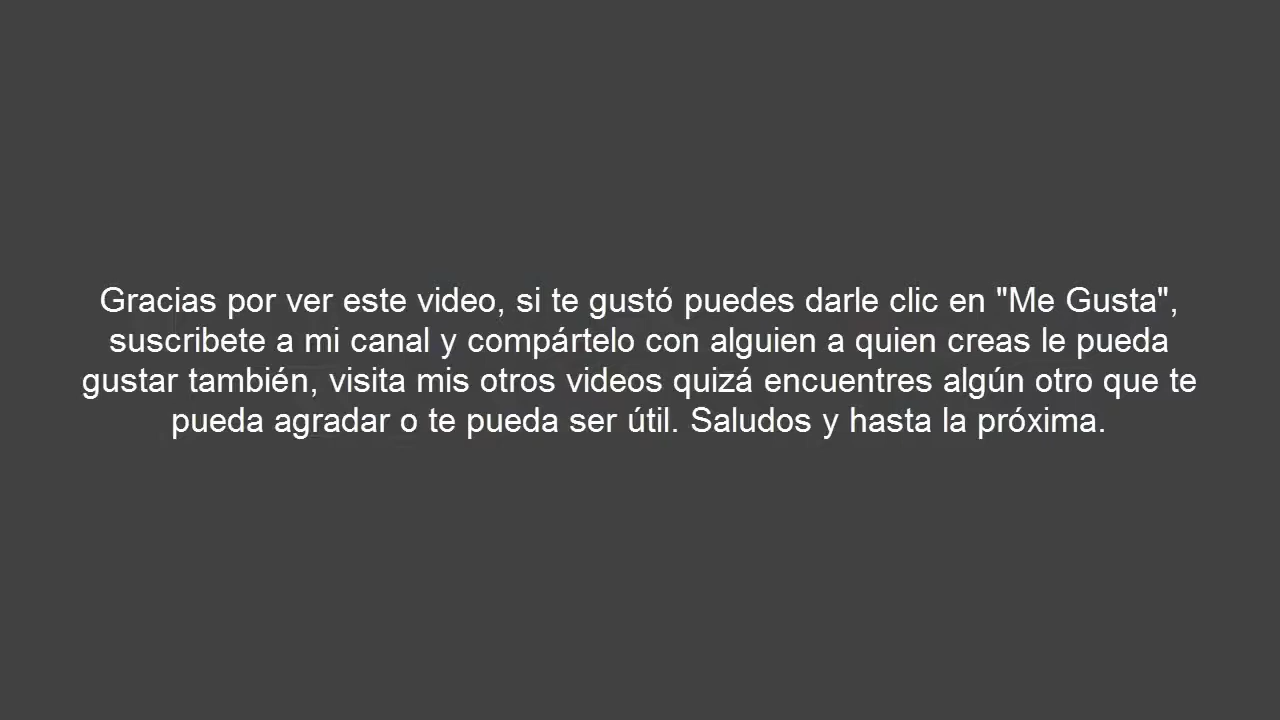 Gracias por ver este video, si te gustó puedes darle clic en "Me Gusta",
suscribete a mi canal y compártelo con alguien a quien creas le pueda
gustar también, visita mis otros videos quizá encuentres algún otro que te
pueda agradar o te pueda ser útil. Saludos y hasta la próxima.